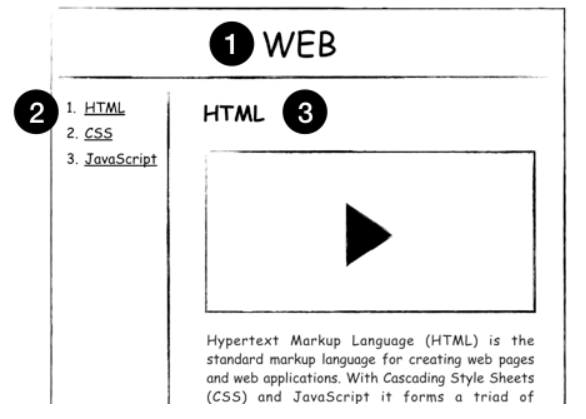 1 WEB
2
1. HTML
2. CSS
3. JavaScript
HTML 3
Hypertext Markup Language (HTML) is the
standard markup language for creating web pages
and web applications. With Cascading Style Sheets
(CSS) and JavaScript it forms a triad of